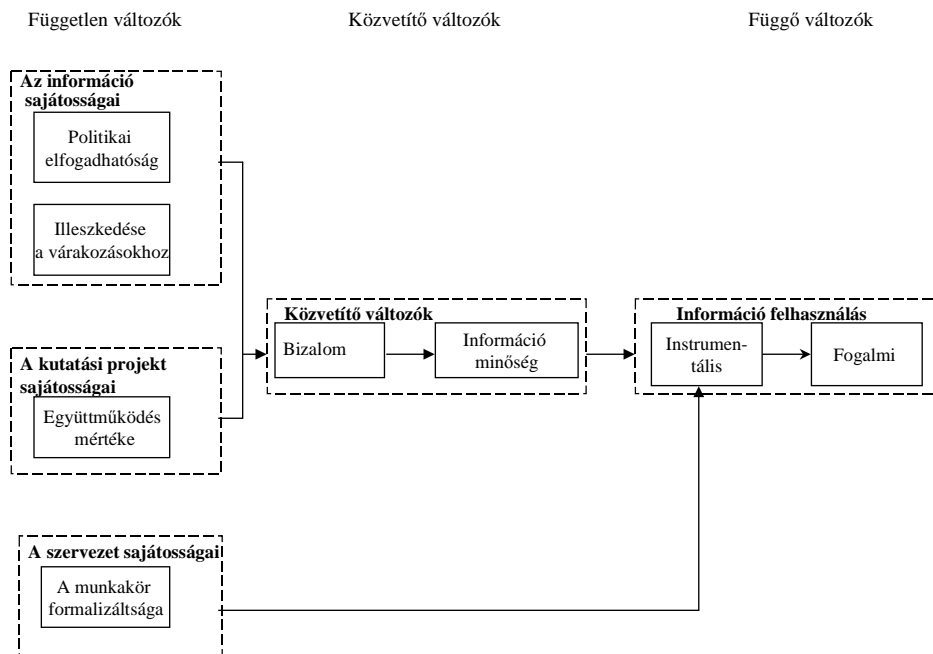 Független változók
Közvetítő változók
Függő változók
Az információ
sajátosságai
Politikai
elfogadhatóság
Illeszkedése
a várakozásokhoz
Közvetítő változók
Bizalom
Információ
minőség
Információ felhasználás
Instrumen-
tális
Fogalmi
A kutatási projekt
sajátosságai
Együttműködés
mértéke
A szervezet sajátosságai
A munkakör
formalizáltsága